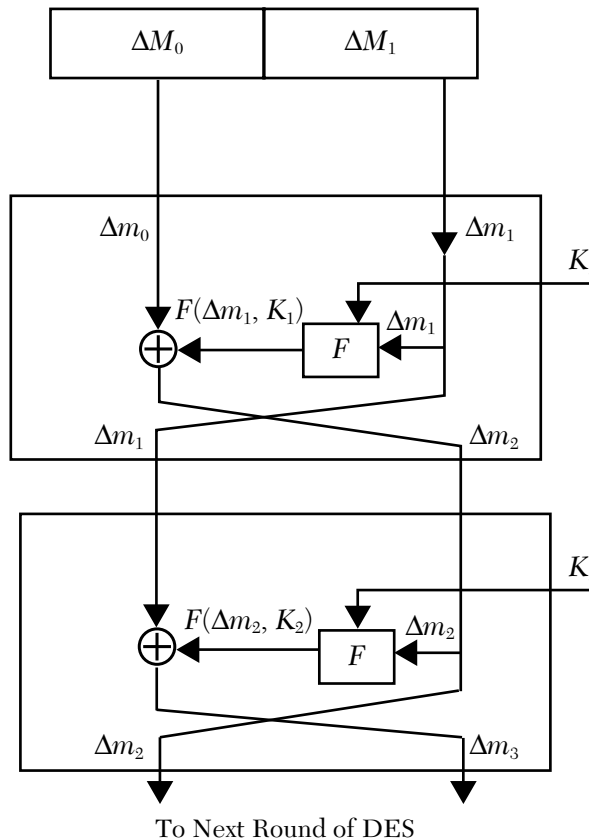 ΔM₀ ΔM₁
Δm₀ Δm₁
K
F(Δm₁, K₁) Δm₁
F
Δm₁ Δm₂
K
F(Δm₂, K₂) Δm₂
F
Δm₂ Δm₃
To Next Round of DES